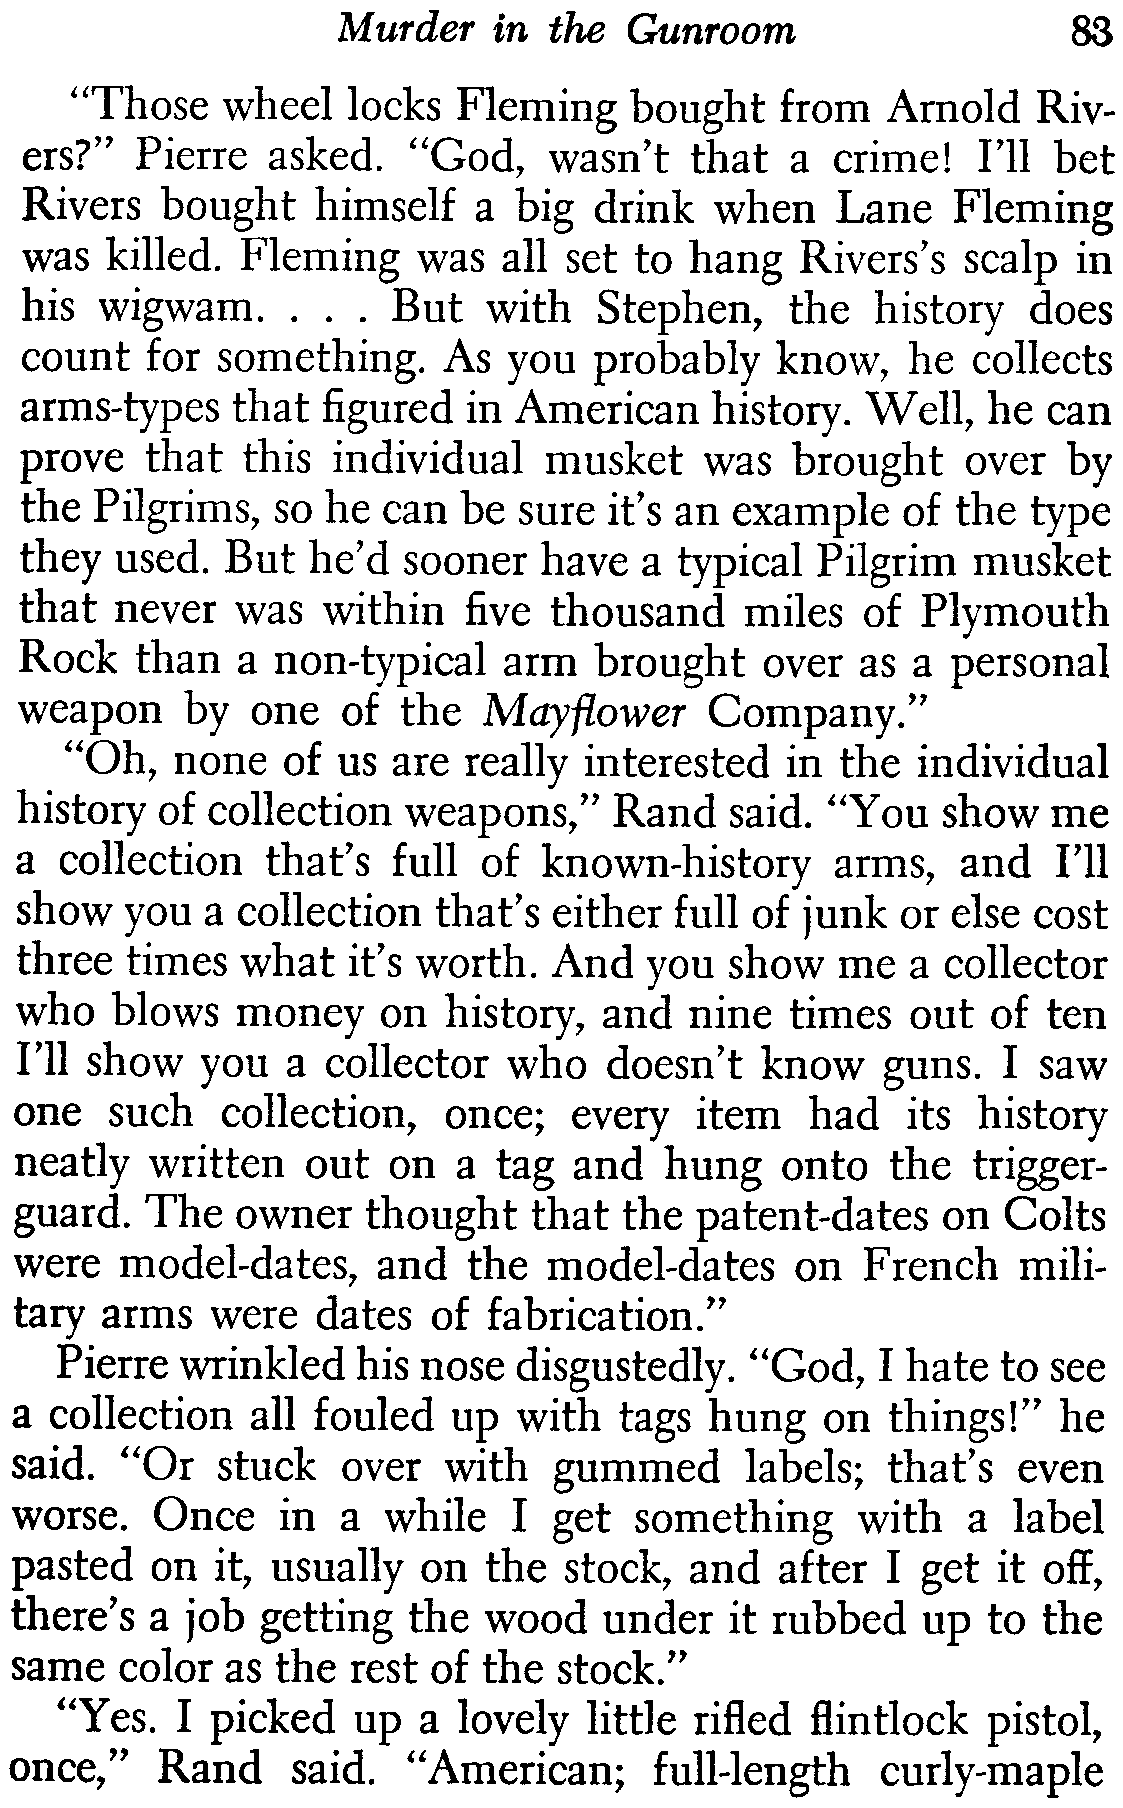 Murder in the Gunroom 83
"Those wheel locks Fleming bought from Arnold Riv-
ers?" Pierre asked. "God, wasn't that a crime! I'll bet
Rivers bought himself a big drink when Lane Fleming
was killed. Fleming was all set to hang Rivers's scalp in
his wigwam. . . . But with Stephen, the history does
count for something. As you probably know, he collects
arms-types that figured in American history. Well, he can
prove that this individual musket was brought over by
the Pilgrims, so he can be sure it's an example of the type
they used. But he'd sooner have a typical Pilgrim musket
that never was within five thousand miles of Plymouth
Rock than a non-typical arm brought over as a personal
weapon by one of the Mayflower Company."
"Oh, none of us are really interested in the individual
history of collection weapons," Rand said. "You show me
a collection that's full of known-history arms, and I'll
show you a collection that's either full of junk or else cost
three times what it's worth. And you show me a collector
who blows money on history, and nine times out of ten
I'll show you a collector who doesn't know guns. I saw
one such collection, once; every item had its history
neatly written out on a tag and hung onto the trigger-
guard. The owner thought that the patent-dates on Colts
were model-dates, and the model-dates on French mili-
tary arms were dates of fabrication."
Pierre wrinkled his nose disgustedly. "God, I hate to see
a collection all fouled up with tags hung on things!" he
said. "Or stuck over with gummed labels; that's even
worse. Once in a while I get something with a label
pasted on it, usually on the stock, and after I get it off,
there's a job getting the wood under it rubbed up to the
same color as the rest of the stock."
"Yes. I picked up a lovely little rifled flintlock pistol,
once," Rand said. "American; full-length curly-maple